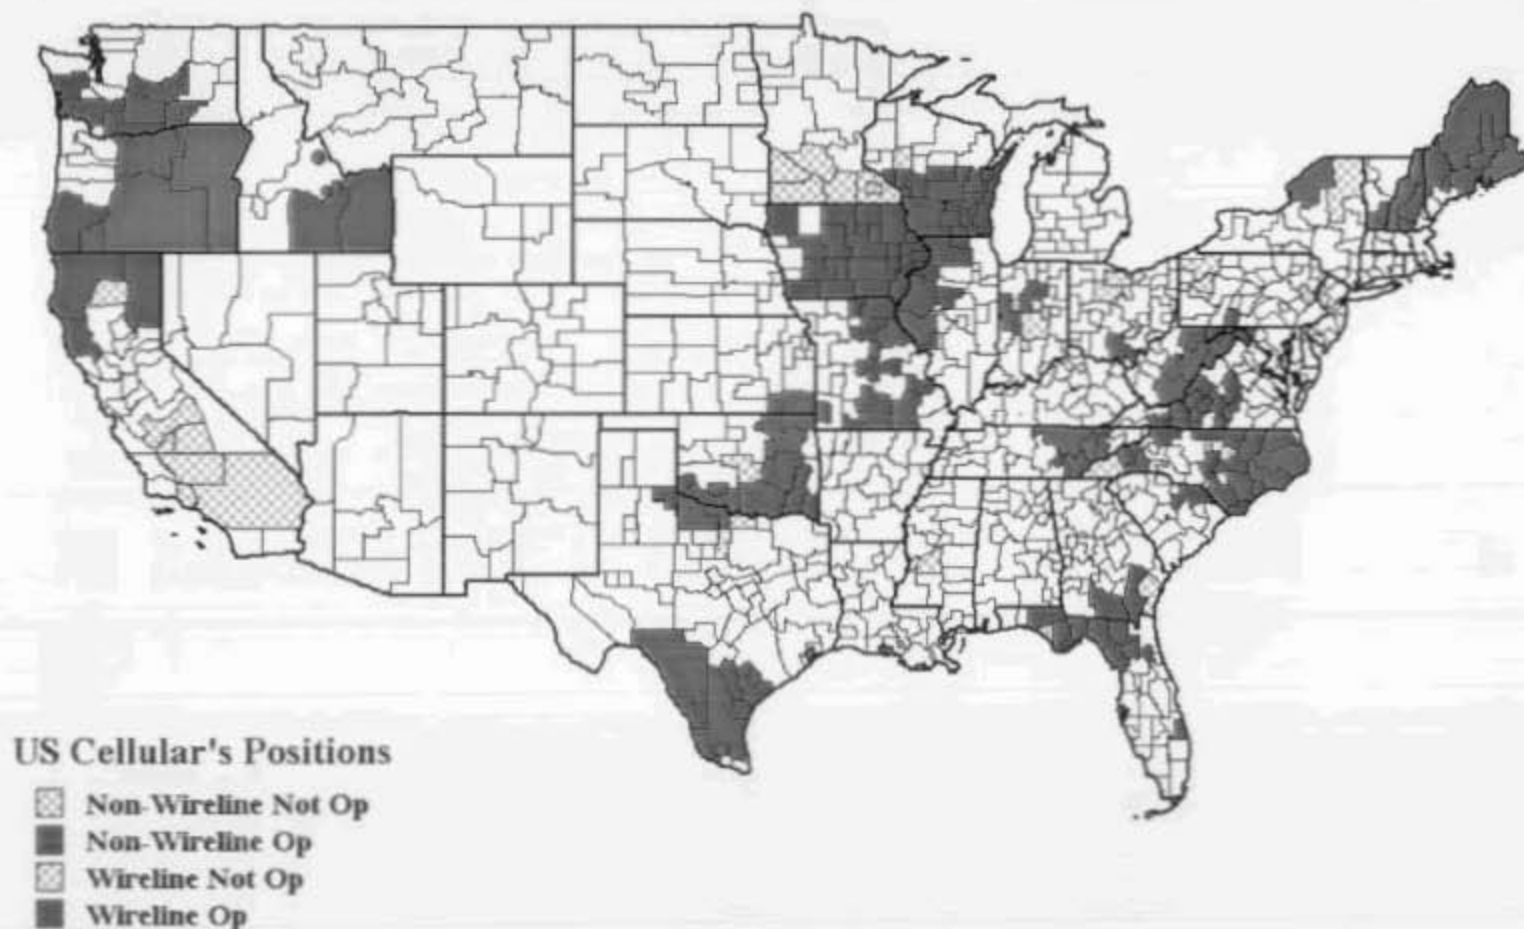 US Cellular's Positions
Non-Wireline Not Op
Non-Wireline Op
Wireline Not Op
Wireline Op